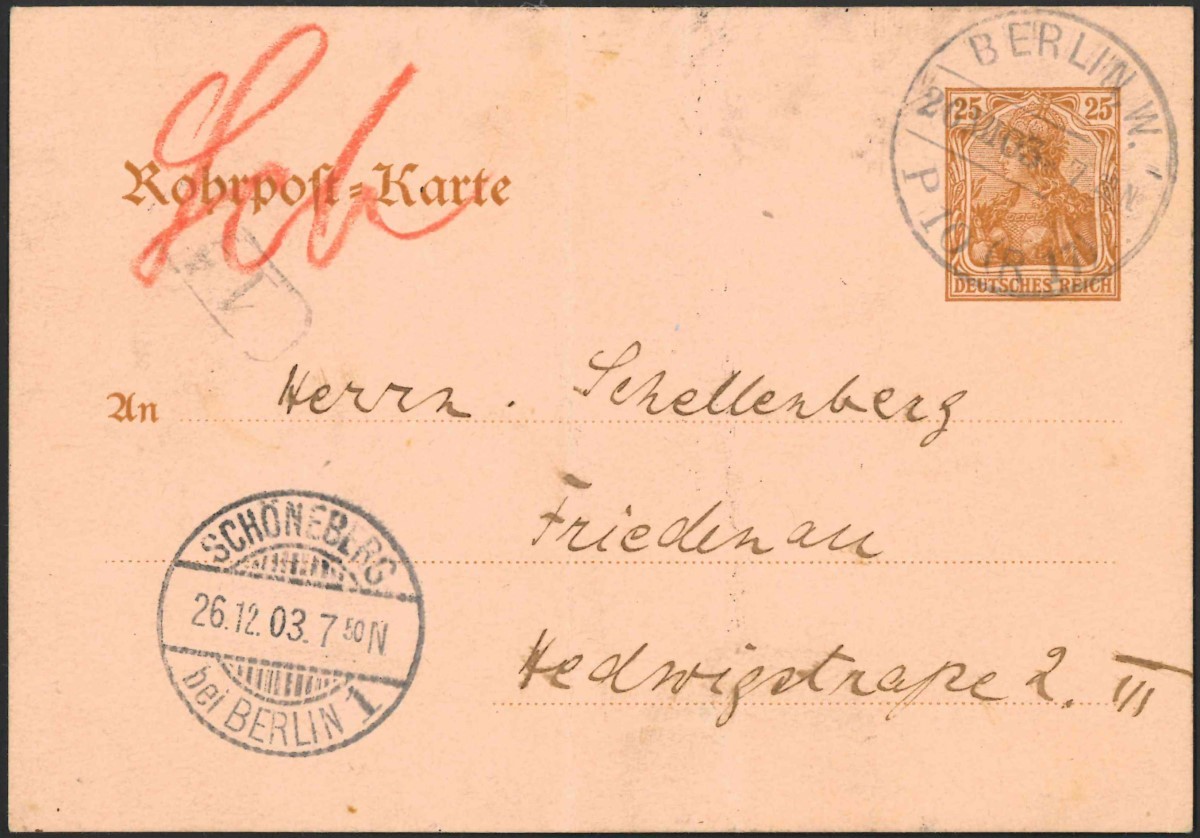 Rohrpost=Karte
BERLIN, W.
25 25
DEUTSCHES REICH
An Herrn. Schellenberg
Friedenau
Hedwigstraße 2. III
SCHÖNEBERG
26.12.03. 7 50 N
bei BERLIN 1